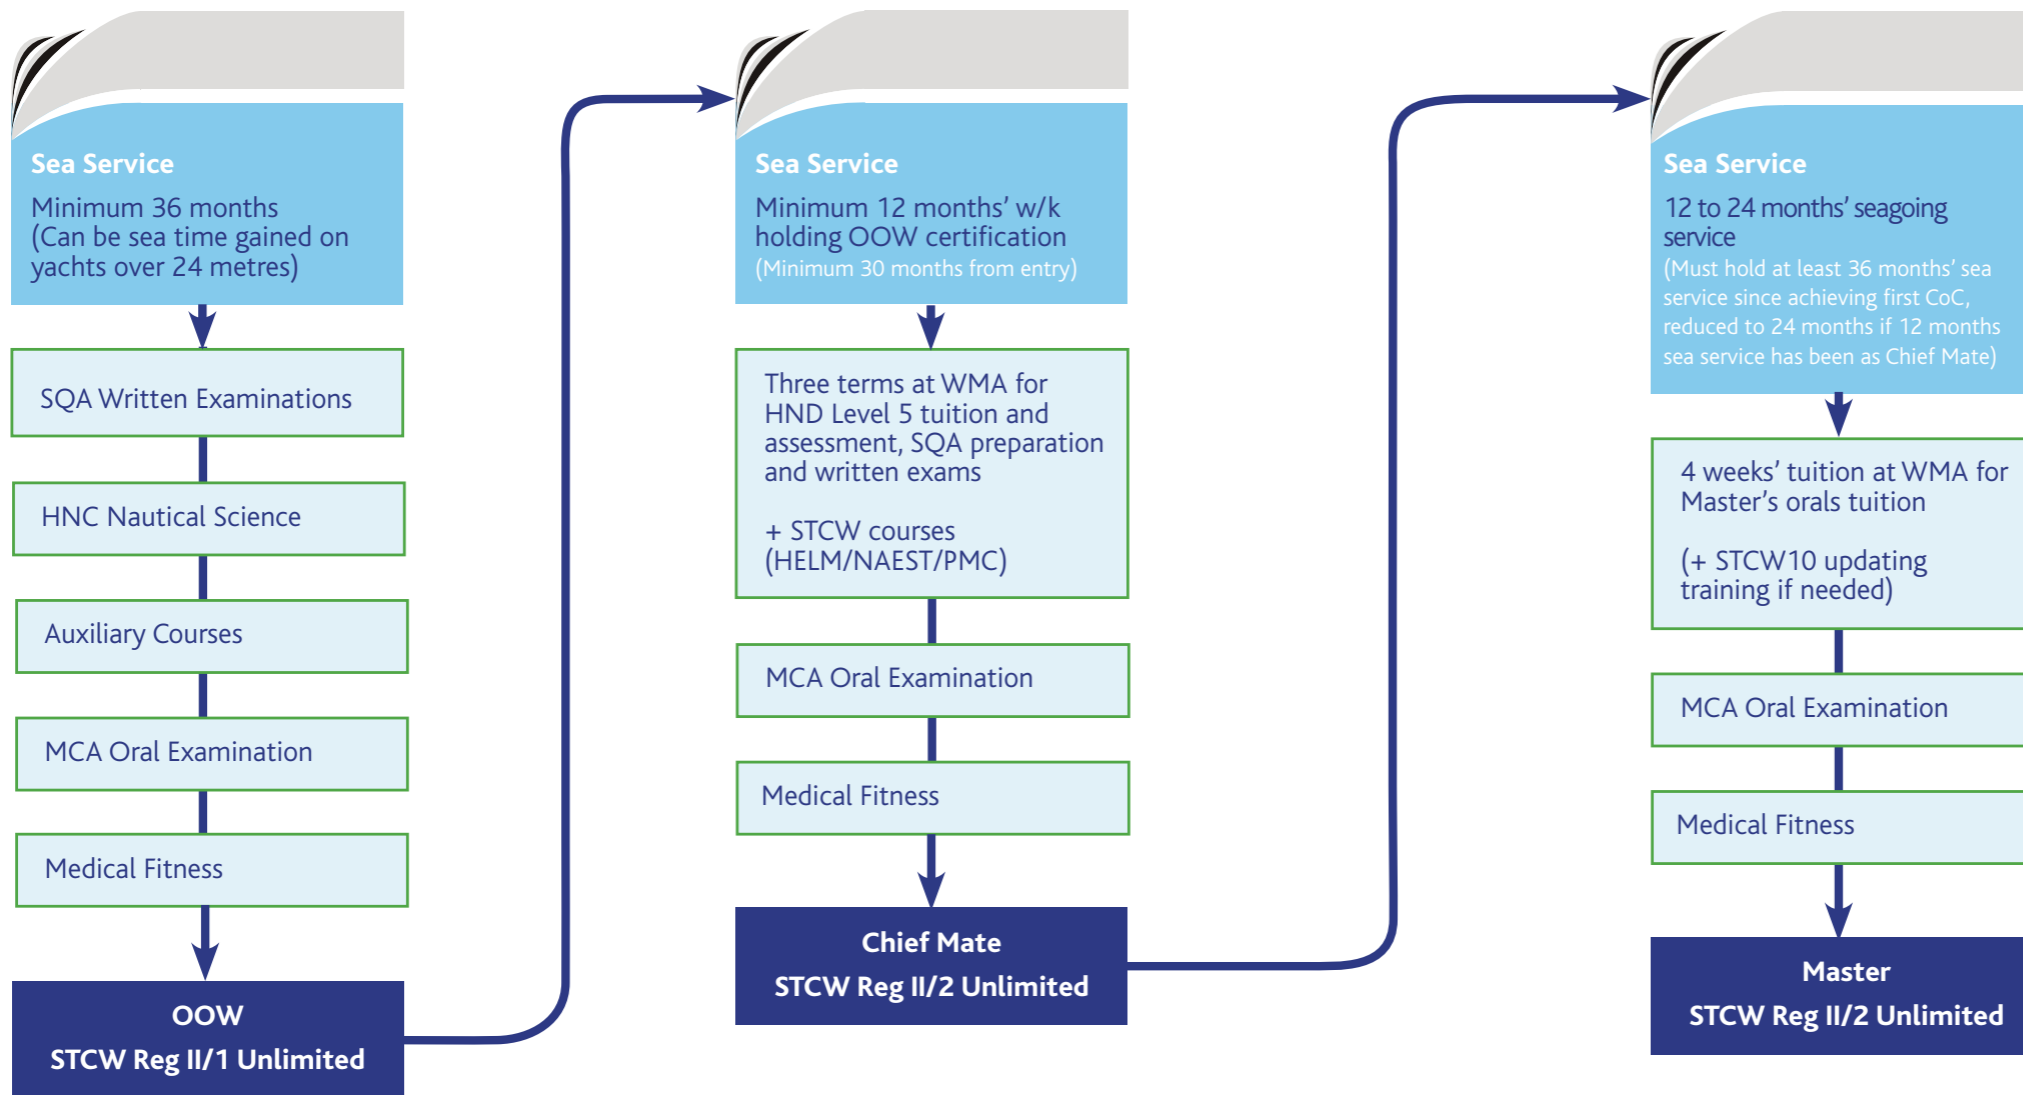 Sea Service
Minimum 36 months
(Can be sea time gained on
yachts over 24 metres)
SQA Written Examinations
HNC Nautical Science
Auxiliary Courses
MCA Oral Examination
Medical Fitness
OOW
STCW Reg II/1 Unlimited
Sea Service
Minimum 12 months’ w/k
holding OOW certification
(Minimum 30 months from entry)
Three terms at WMA for
HND Level 5 tuition and
assessment, SQA preparation
and written exams
+ STCW courses
(HELM/NAEST/PMC)
MCA Oral Examination
Medical Fitness
Chief Mate
STCW Reg II/2 Unlimited
Sea Service
12 to 24 months’ seagoing
service
(Must hold at least 36 months’ sea
service since achieving first CoC,
reduced to 24 months if 12 months
sea service has been as Chief Mate)
4 weeks’ tuition at WMA for
Master’s orals tuition
(+ STCW10 updating
training if needed)
MCA Oral Examination
Medical Fitness
Master
STCW Reg II/2 Unlimited